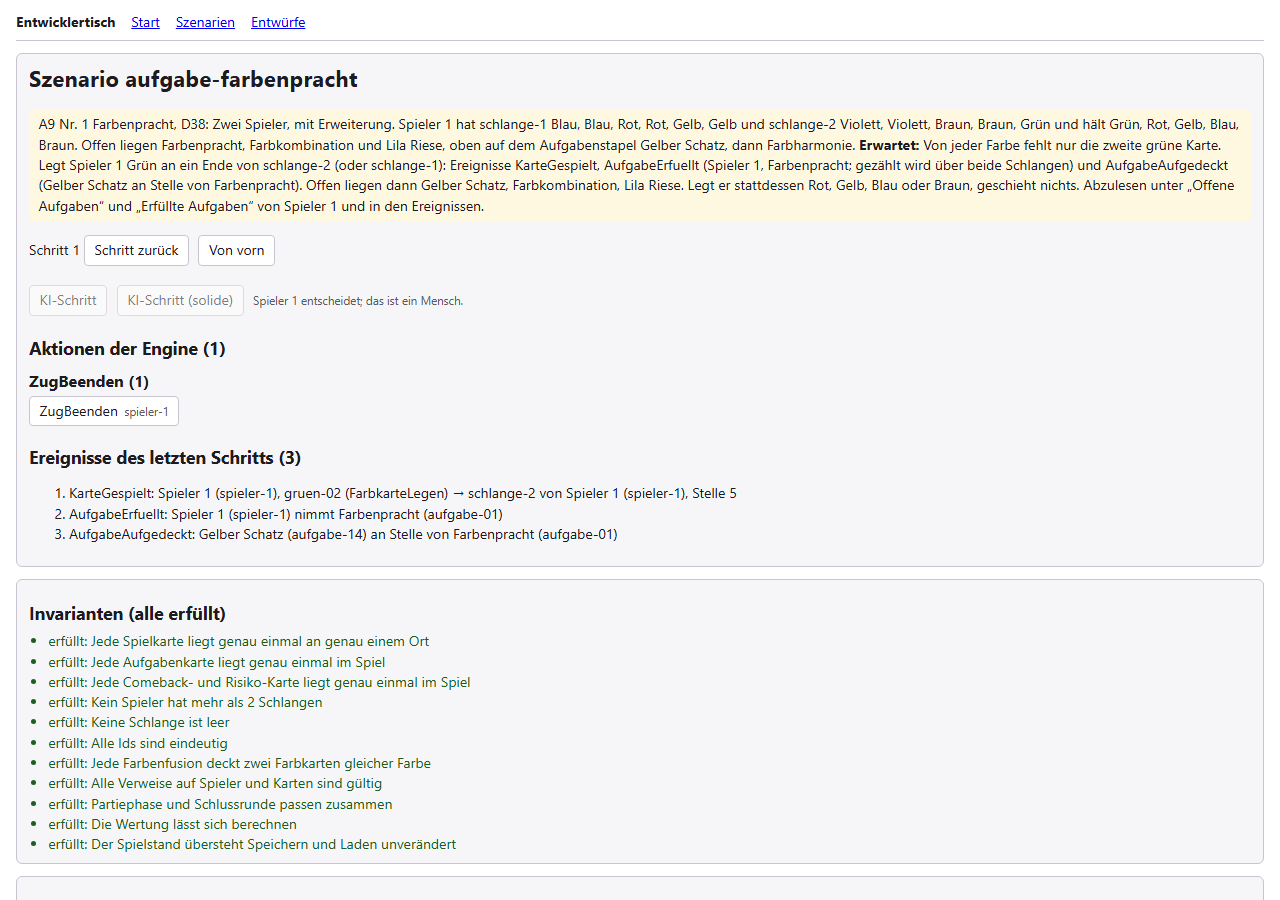 Entwicklertisch Start Szenarien Entwürfe
Szenario aufgabe-farbenpracht
A9 Nr. 1 Farbenpracht, D38: Zwei Spieler, mit Erweiterung. Spieler 1 hat schlange-1 Blau, Blau, Rot, Rot, Gelb, Gelb und schlange-2 Violett, Violett, Braun, Braun, Grün und hält Grün, Rot, Gelb, Blau,
Braun. Offen liegen Farbenpracht, Farbkombination und Lila Riese, oben auf dem Aufgabenstapel Gelber Schatz, dann Farbharmonie. Erwartet: Von jeder Farbe fehlt nur die zweite grüne Karte.
Legt Spieler 1 Grün an ein Ende von schlange-2 (oder schlange-1): Ereignisse KarteGespielt, AufgabeErfuellt (Spieler 1, Farbenpracht; gezählt wird über beide Schlangen) und AufgabeAufgedeckt
(Gelber Schatz an Stelle von Farbenpracht). Offen liegen dann Gelber Schatz, Farbkombination, Lila Riese. Legt er stattdessen Rot, Gelb, Blau oder Braun, geschieht nichts. Abzulesen unter „Offene
Aufgaben“ und „Erfüllte Aufgaben“ von Spieler 1 und in den Ereignissen.
Schritt 1 Schritt zurück Von vorn
KI-Schritt KI-Schritt (solide) Spieler 1 entscheidet; das ist ein Mensch.
Aktionen der Engine (1)
ZugBeenden (1)
ZugBeenden spieler-1
Ereignisse des letzten Schritts (3)
1. KarteGespielt: Spieler 1 (spieler-1), gruen-02 (FarbkarteLegen) → schlange-2 von Spieler 1 (spieler-1), Stelle 5
2. AufgabeErfuellt: Spieler 1 (spieler-1) nimmt Farbenpracht (aufgabe-01)
3. AufgabeAufgedeckt: Gelber Schatz (aufgabe-14) an Stelle von Farbenpracht (aufgabe-01)
Invarianten (alle erfüllt)
• erfüllt: Jede Spielkarte liegt genau einmal an genau einem Ort
• erfüllt: Jede Aufgabenkarte liegt genau einmal im Spiel
• erfüllt: Jede Comeback- und Risiko-Karte liegt genau einmal im Spiel
• erfüllt: Kein Spieler hat mehr als 2 Schlangen
• erfüllt: Keine Schlange ist leer
• erfüllt: Alle Ids sind eindeutig
• erfüllt: Jede Farbenfusion deckt zwei Farbkarten gleicher Farbe
• erfüllt: Alle Verweise auf Spieler und Karten sind gültig
• erfüllt: Partiephase und Schlussrunde passen zusammen
• erfüllt: Die Wertung lässt sich berechnen
• erfüllt: Der Spielstand übersteht Speichern und Laden unverändert